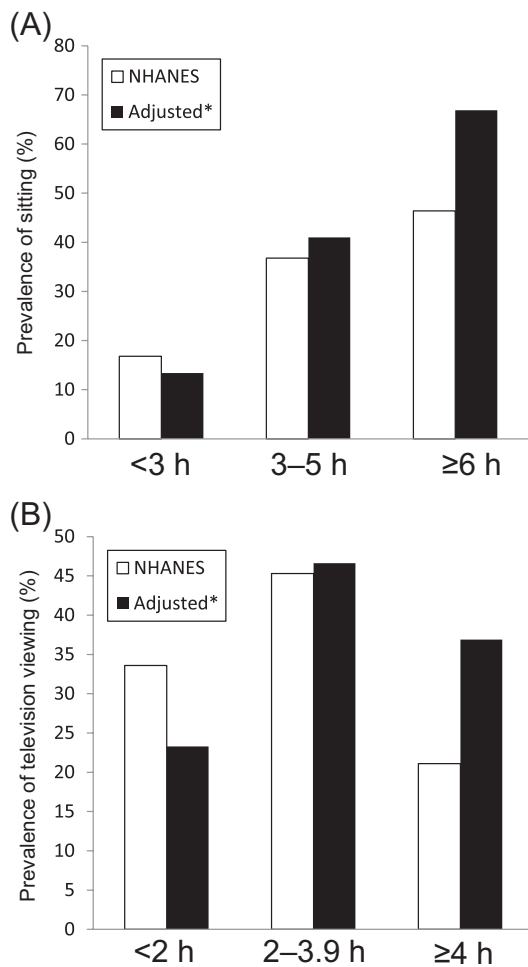 (A)
Prevalence of sitting (%)
80
70
60
50
40
30
20
10
0
NHANES
Adjusted*
<3 h 3–5 h ≥6 h
(B)
Prevalence of television viewing (%)
50
45
40
35
30
25
20
15
10
5
0
NHANES
Adjusted*
<2 h 2–3.9 h ≥4 h